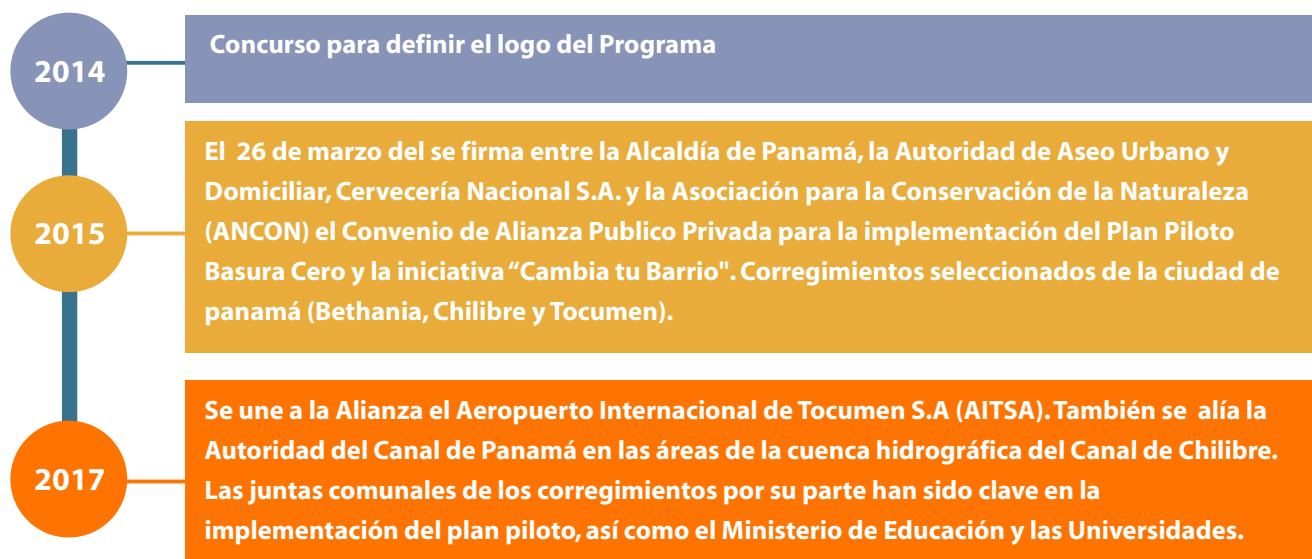 2014
Concurso para definir el logo del Programa
2015
El 26 de marzo del se firma entre la Alcaldía de Panamá, la Autoridad de Aseo Urbano y
Domiciliar, Cervecería Nacional S.A. y la Asociación para la Conservación de la Naturaleza
(ANCON) el Convenio de Alianza Publico Privada para la implementación del Plan Piloto
Basura Cero y la iniciativa “Cambia tu Barrio". Corregimientos seleccionados de la ciudad de
panamá (Bethania, Chilibre y Tocumen).
2017
Se une a la Alianza el Aeropuerto Internacional de Tocumen S.A (AITSA). También se alía la
Autoridad del Canal de Panamá en las áreas de la cuenca hidrográfica del Canal de Chilibre.
Las juntas comunales de los corregimientos por su parte han sido clave en la
implementación del plan piloto, así como el Ministerio de Educación y las Universidades.